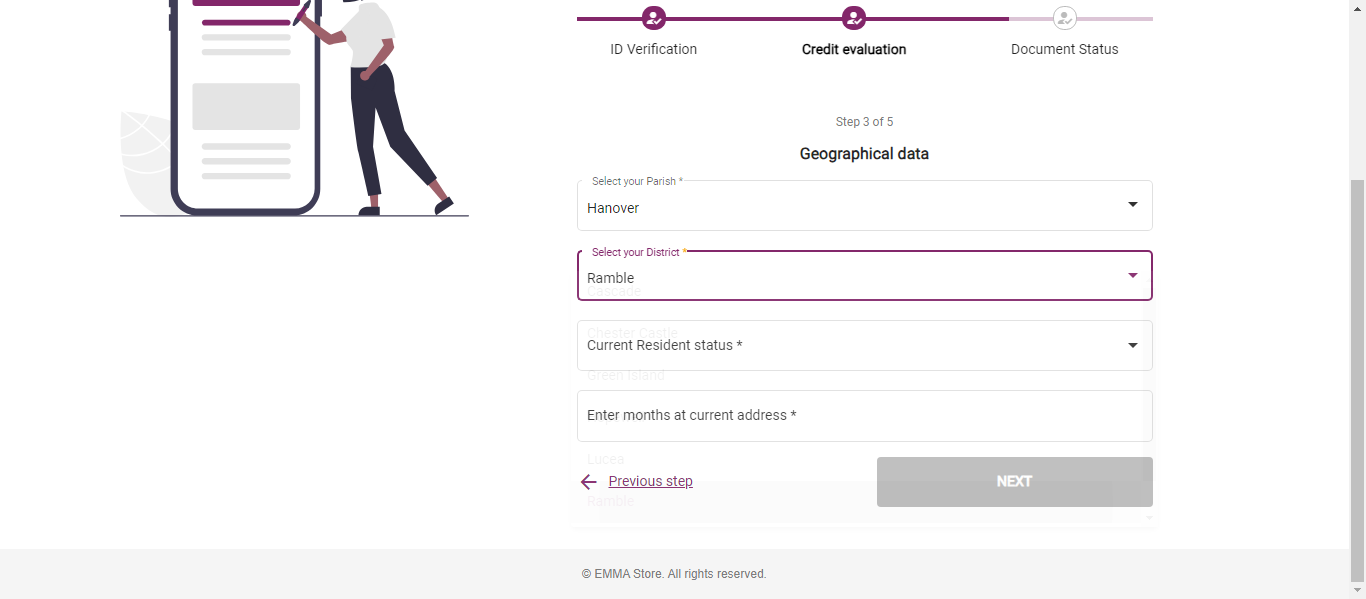 ID Verification
Credit evaluation
Document Status
Step 3 of 5
Geographical data
Select your Parish *
Hanover
Select your District *
Ramble
Cascade
Chester Castle
Current Resident status *
Green Island
Enter months at current address *
Lucea
Previous step
NEXT
Ramble
© EMMA Store. All rights reserved.